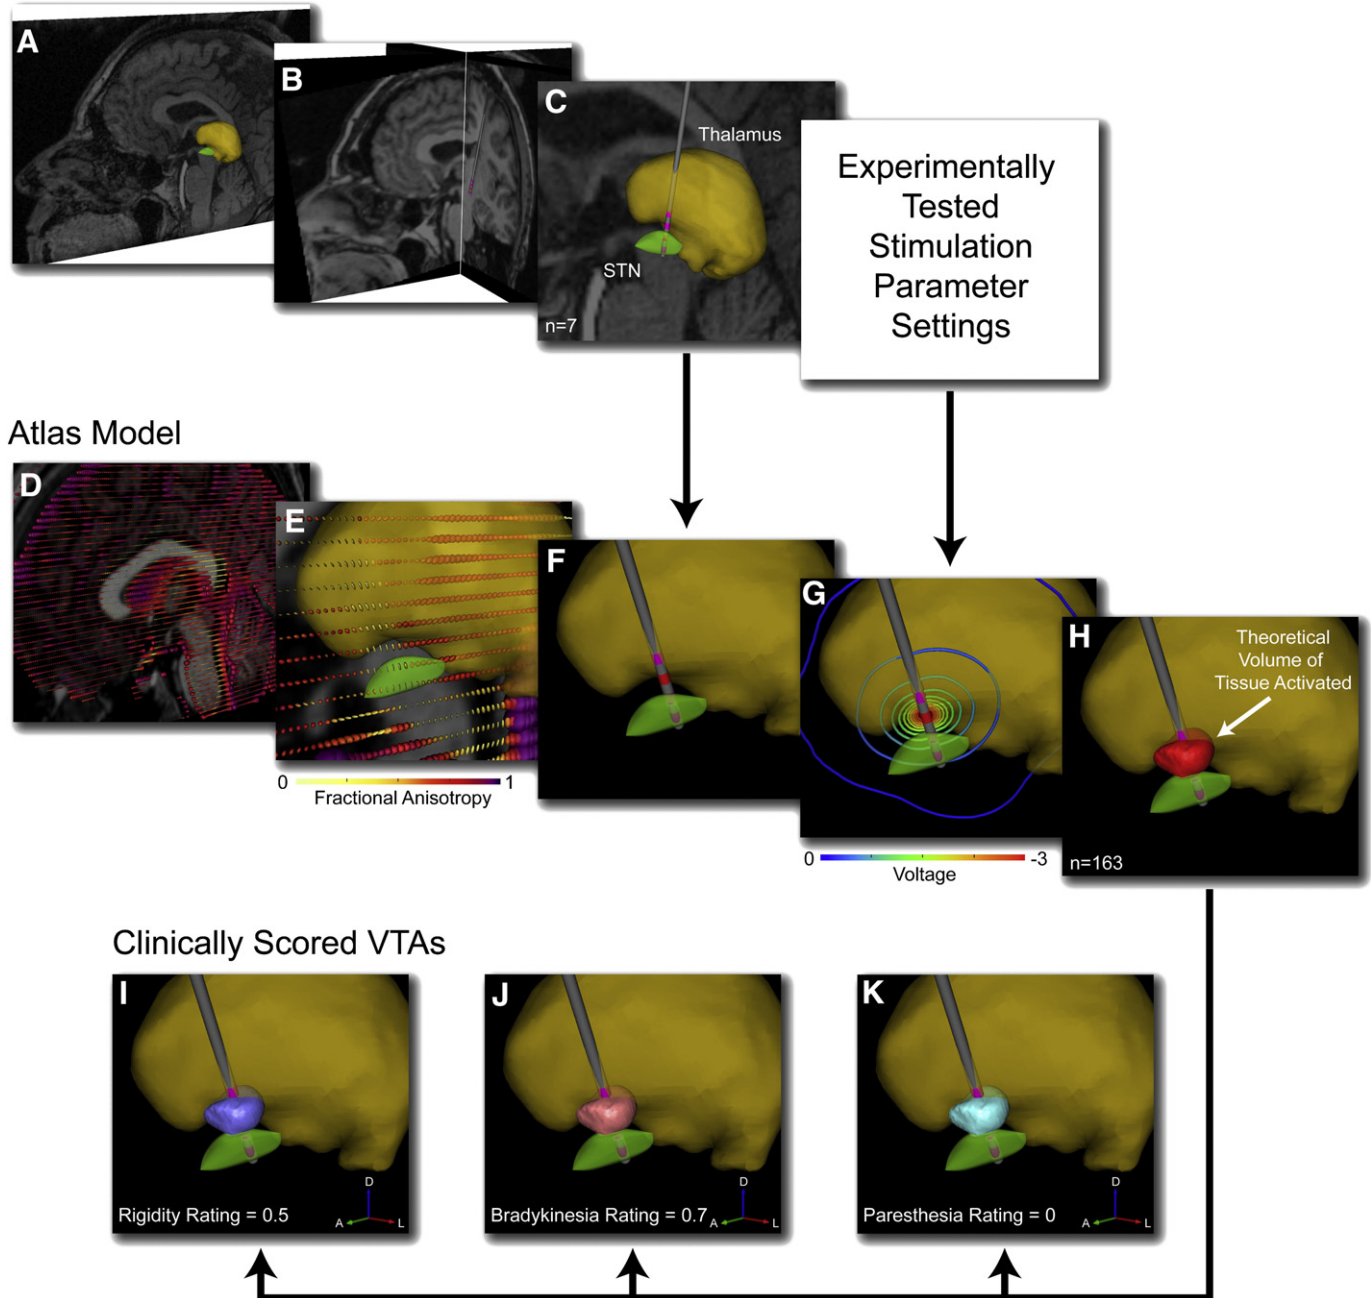 A
B
C
Thalamus
STN
n=7
Experimentally
Tested
Stimulation
Parameter
Settings
Atlas Model
D
E
0 1
Fractional Anisotropy
F
G
0 -3
Voltage
H
Theoretical
Volume of
Tissue Activated
n=163
Clinically Scored VTAs
I
D
Rigidity Rating = 0.5 A L
J
D
Bradykinesia Rating = 0.7 A L
K
D
Paresthesia Rating = 0 A L